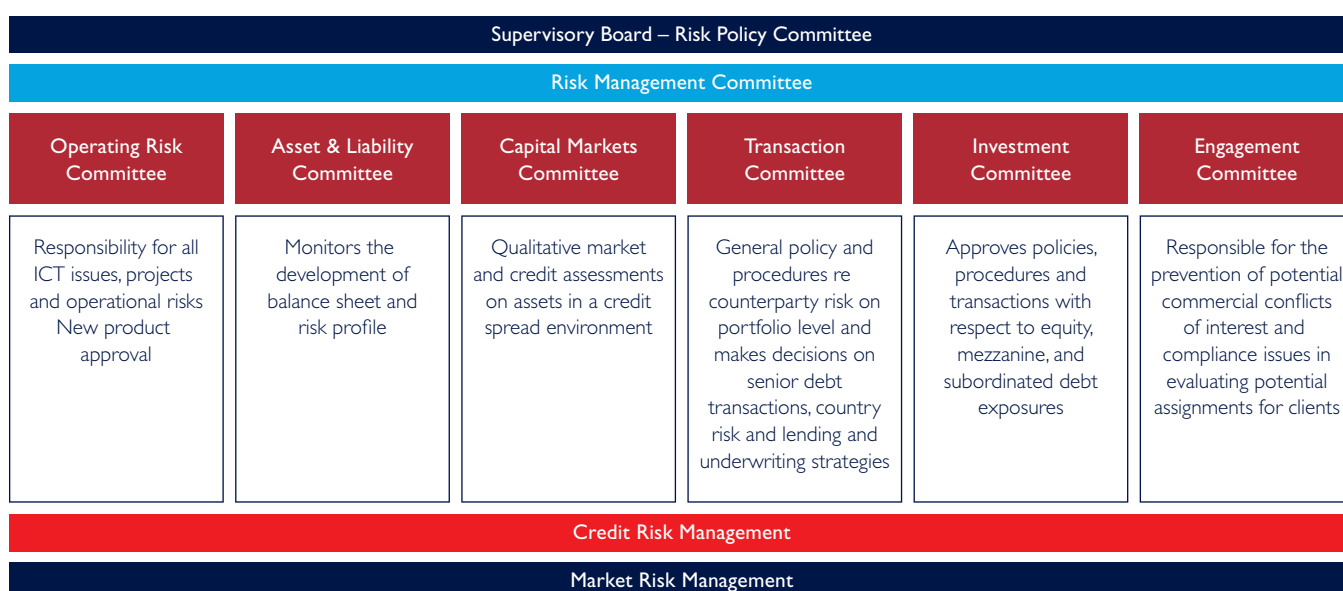 Supervisory Board – Risk Policy Committee
Risk Management Committee
Operating Risk
Committee
Asset & Liability
Committee
Capital Markets
Committee
Transaction
Committee
Investment
Committee
Engagement
Committee
Responsibility for all
ICT issues, projects
and operational risks
New product
approval
Monitors the
development of
balance sheet and
risk profile
Qualitative market
and credit assessments
on assets in a credit
spread environment
General policy and
procedures re
counterparty risk on
portfolio level and
makes decisions on
senior debt
transactions, country
risk and lending and
underwriting strategies
Approves policies,
procedures and
transactions with
respect to equity,
mezzanine, and
subordinated debt
exposures
Responsible for the
prevention of potential
commercial conflicts
of interest and
compliance issues in
evaluating potential
assignments for clients
Credit Risk Management
Market Risk Management